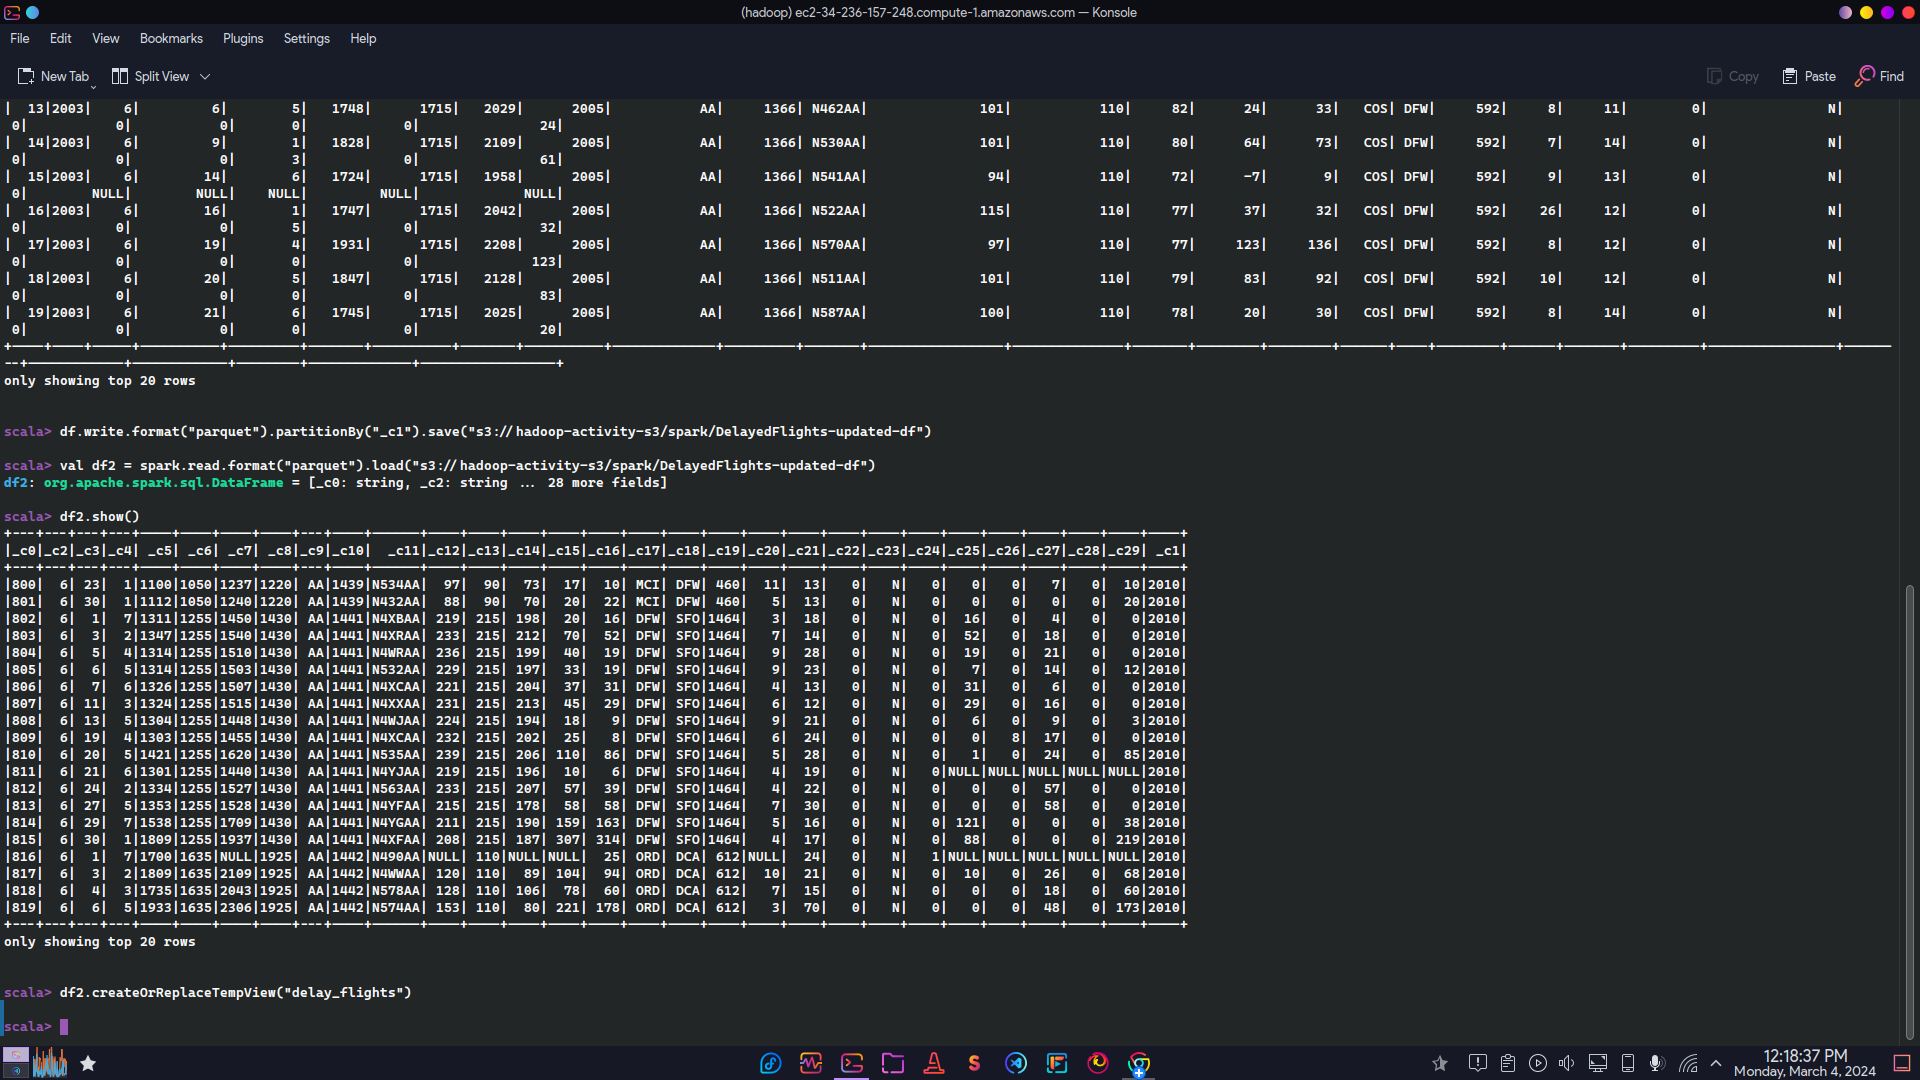 (hadoop) ec2-34-236-157-248.compute-1.amazonaws.com — Konsole
File Edit View Bookmarks Plugins Settings Help
New Tab Split View Copy Paste Find
| 13|2003| 6| 6| 5| 1748| 1715| 2029| 2005| AA| 1366| N462AA| 101| 110| 82| 24| 33| COS| DFW| 592| 8| 11| 0| N|
0| 0| 0| 0| 0| 24|
| 14|2003| 6| 9| 1| 1828| 1715| 2109| 2005| AA| 1366| N530AA| 101| 110| 80| 64| 73| COS| DFW| 592| 7| 14| 0| N|
0| 0| 0| 3| 0| 61|
| 15|2003| 6| 14| 6| 1724| 1715| 1958| 2005| AA| 1366| N541AA| 94| 110| 72| -7| 9| COS| DFW| 592| 9| 13| 0| N|
0| NULL| NULL| NULL| NULL| NULL|
| 16|2003| 6| 16| 1| 1747| 1715| 2042| 2005| AA| 1366| N522AA| 115| 110| 77| 37| 32| COS| DFW| 592| 26| 12| 0| N|
0| 0| 0| 5| 0| 32|
| 17|2003| 6| 19| 4| 1931| 1715| 2208| 2005| AA| 1366| N570AA| 97| 110| 77| 123| 136| COS| DFW| 592| 8| 12| 0| N|
0| 0| 0| 0| 0| 123|
| 18|2003| 6| 20| 5| 1847| 1715| 2128| 2005| AA| 1366| N511AA| 101| 110| 79| 83| 92| COS| DFW| 592| 10| 12| 0| N|
0| 0| 0| 0| 0| 83|
| 19|2003| 6| 21| 6| 1745| 1715| 2025| 2005| AA| 1366| N587AA| 100| 110| 78| 20| 30| COS| DFW| 592| 8| 14| 0| N|
0| 0| 0| 0| 0| 20|
only showing top 20 rows
scala> df.write.format("parquet").partitionBy("_c1").save("s3://hadoop-activity-s3/spark/DelayedFlights-updated-df")
scala> val df2 = spark.read.format("parquet").load("s3://hadoop-activity-s3/spark/DelayedFlights-updated-df")
df2: org.apache.spark.sql.DataFrame = [_c0: string, _c2: string ... 28 more fields]
scala> df2.show()
|_c0|_c2|_c3|_c4| _c5| _c6| _c7| _c8|_c9|_c10| _c11|_c12|_c13|_c14|_c15|_c16|_c17|_c18|_c19|_c20|_c21|_c22|_c23|_c24|_c25|_c26|_c27|_c28|_c29| _c1|
|800| 6| 23| 1|1100|1050|1237|1220| AA|1439|N534AA| 97| 90| 73| 17| 10| MCI| DFW| 460| 11| 13| 0| N| 0| 0| 0| 7| 0| 10|2010|
|801| 6| 30| 1|1112|1050|1240|1220| AA|1439|N432AA| 88| 90| 70| 20| 22| MCI| DFW| 460| 5| 13| 0| N| 0| 0| 0| 0| 0| 20|2010|
|802| 6| 1| 7|1311|1255|1450|1430| AA|1441|N4XBAA| 219| 215| 198| 20| 16| DFW| SFO|1464| 3| 18| 0| N| 0| 16| 0| 4| 0| 0|2010|
|803| 6| 3| 2|1347|1255|1540|1430| AA|1441|N4XRAA| 233| 215| 212| 70| 52| DFW| SFO|1464| 7| 14| 0| N| 0| 52| 0| 18| 0| 0|2010|
|804| 6| 5| 4|1314|1255|1510|1430| AA|1441|N4WRAA| 236| 215| 199| 40| 19| DFW| SFO|1464| 9| 28| 0| N| 0| 19| 0| 21| 0| 0|2010|
|805| 6| 6| 5|1314|1255|1503|1430| AA|1441|N532AA| 229| 215| 197| 33| 19| DFW| SFO|1464| 9| 23| 0| N| 0| 7| 0| 14| 0| 12|2010|
|806| 6| 7| 6|1326|1255|1507|1430| AA|1441|N4XCAA| 221| 215| 204| 37| 31| DFW| SFO|1464| 4| 13| 0| N| 0| 31| 0| 6| 0| 0|2010|
|807| 6| 11| 3|1324|1255|1515|1430| AA|1441|N4XXAA| 231| 215| 213| 45| 29| DFW| SFO|1464| 6| 12| 0| N| 0| 29| 0| 16| 0| 0|2010|
|808| 6| 13| 5|1304|1255|1448|1430| AA|1441|N4WJAA| 224| 215| 194| 18| 9| DFW| SFO|1464| 9| 21| 0| N| 0| 6| 0| 9| 0| 3|2010|
|809| 6| 19| 4|1303|1255|1455|1430| AA|1441|N4XCAA| 232| 215| 202| 25| 8| DFW| SFO|1464| 6| 24| 0| N| 0| 0| 8| 17| 0| 0|2010|
|810| 6| 20| 5|1421|1255|1620|1430| AA|1441|N535AA| 239| 215| 206| 110| 86| DFW| SFO|1464| 5| 28| 0| N| 0| 1| 0| 24| 0| 85|2010|
|811| 6| 21| 6|1301|1255|1440|1430| AA|1441|N4YJAA| 219| 215| 196| 10| 6| DFW| SFO|1464| 4| 19| 0| N| 0|NULL|NULL|NULL|NULL|NULL|2010|
|812| 6| 24| 2|1334|1255|1527|1430| AA|1441|N563AA| 233| 215| 207| 57| 39| DFW| SFO|1464| 4| 22| 0| N| 0| 0| 0| 57| 0| 0|2010|
|813| 6| 27| 5|1353|1255|1528|1430| AA|1441|N4YFAA| 215| 215| 178| 58| 58| DFW| SFO|1464| 7| 30| 0| N| 0| 0| 0| 58| 0| 0|2010|
|814| 6| 29| 7|1538|1255|1709|1430| AA|1441|N4YGAA| 211| 215| 190| 159| 163| DFW| SFO|1464| 5| 16| 0| N| 0| 121| 0| 0| 0| 38|2010|
|815| 6| 30| 1|1809|1255|1937|1430| AA|1441|N4XFAA| 208| 215| 187| 307| 314| DFW| SFO|1464| 4| 17| 0| N| 0| 88| 0| 0| 0| 219|2010|
|816| 6| 1| 7|1700|1635|NULL|1925| AA|1442|N490AA|NULL| 110|NULL|NULL| 25| ORD| DCA| 612|NULL| 24| 0| N| 1|NULL|NULL|NULL|NULL|NULL|2010|
|817| 6| 3| 2|1809|1635|2109|1925| AA|1442|N4WWAA| 120| 110| 89| 104| 94| ORD| DCA| 612| 10| 21| 0| N| 0| 10| 0| 26| 0| 68|2010|
|818| 6| 4| 3|1735|1635|2043|1925| AA|1442|N578AA| 128| 110| 106| 78| 60| ORD| DCA| 612| 7| 15| 0| N| 0| 0| 0| 18| 0| 60|2010|
|819| 6| 6| 5|1933|1635|2306|1925| AA|1442|N574AA| 153| 110| 80| 221| 178| ORD| DCA| 612| 3| 70| 0| N| 0| 0| 0| 48| 0| 173|2010|
only showing top 20 rows
scala> df2.createOrReplaceTempView("delay_flights")
scala>
12:18:37 PM
Monday, March 4, 2024